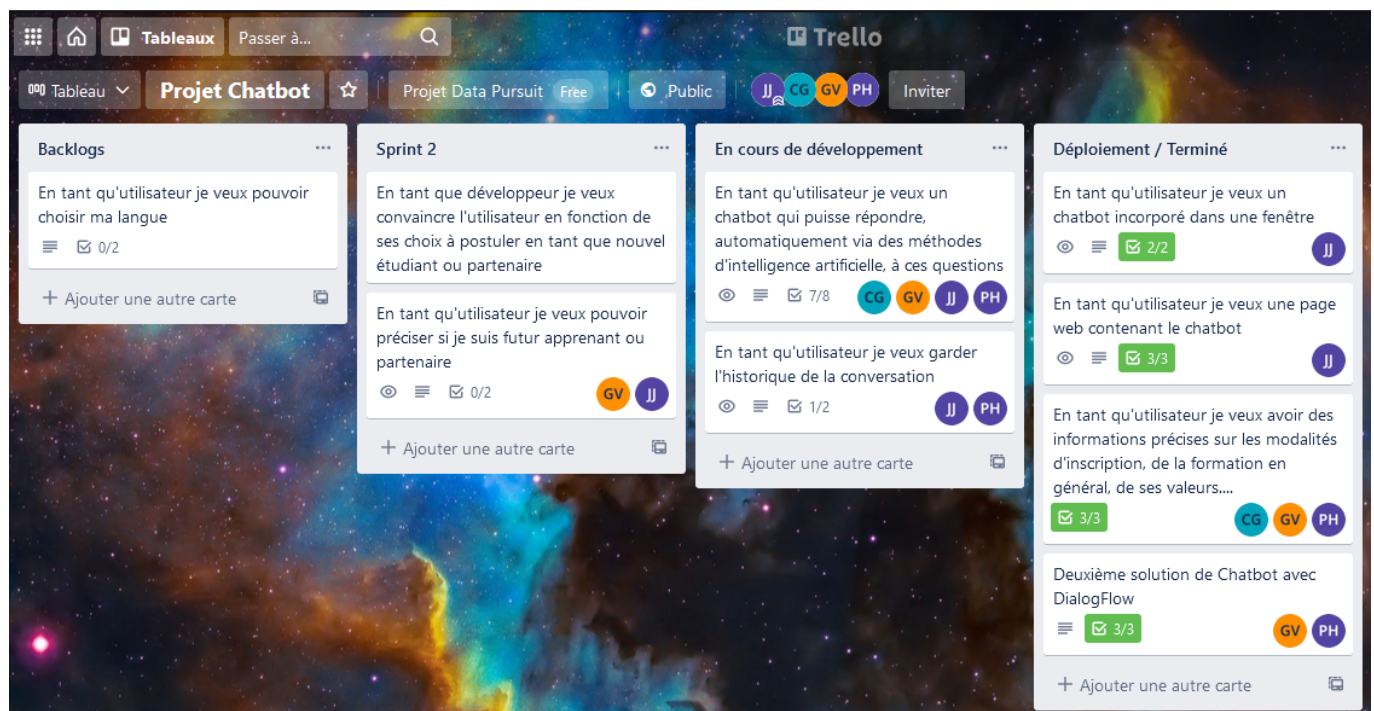 Tableaux
Passer à...
Trello
Tableau
Projet Chatbot
Projet Data Pursuit Free
Public
JJ CG GV PH
Inviter
Backlogs
En tant qu'utilisateur je veux pouvoir
choisir ma langue
0/2
+ Ajouter une autre carte
Sprint 2
En tant que développeur je veux
convaincre l'utilisateur en fonction de
ses choix à postuler en tant que nouvel
étudiant ou partenaire
En tant qu'utilisateur je veux pouvoir
préciser si je suis futur apprenant ou
partenaire
0/2 GV JJ
+ Ajouter une autre carte
En cours de développement
En tant qu'utilisateur je veux un
chatbot qui puisse répondre,
automatiquement via des méthodes
d'intelligence artificielle, à ces questions
7/8 CG GV JJ PH
En tant qu'utilisateur je veux garder
l'historique de la conversation
1/2 JJ PH
+ Ajouter une autre carte
Déploiement / Terminé
En tant qu'utilisateur je veux un
chatbot incorporé dans une fenêtre
2/2 JJ
En tant qu'utilisateur je veux une page
web contenant le chatbot
3/3 JJ
En tant qu'utilisateur je veux avoir des
informations précises sur les modalités
d'inscription, de la formation en
général, de ses valeurs....
3/3 CG GV PH
Deuxième solution de Chatbot avec
DialogFlow
3/3 GV PH
+ Ajouter une autre carte